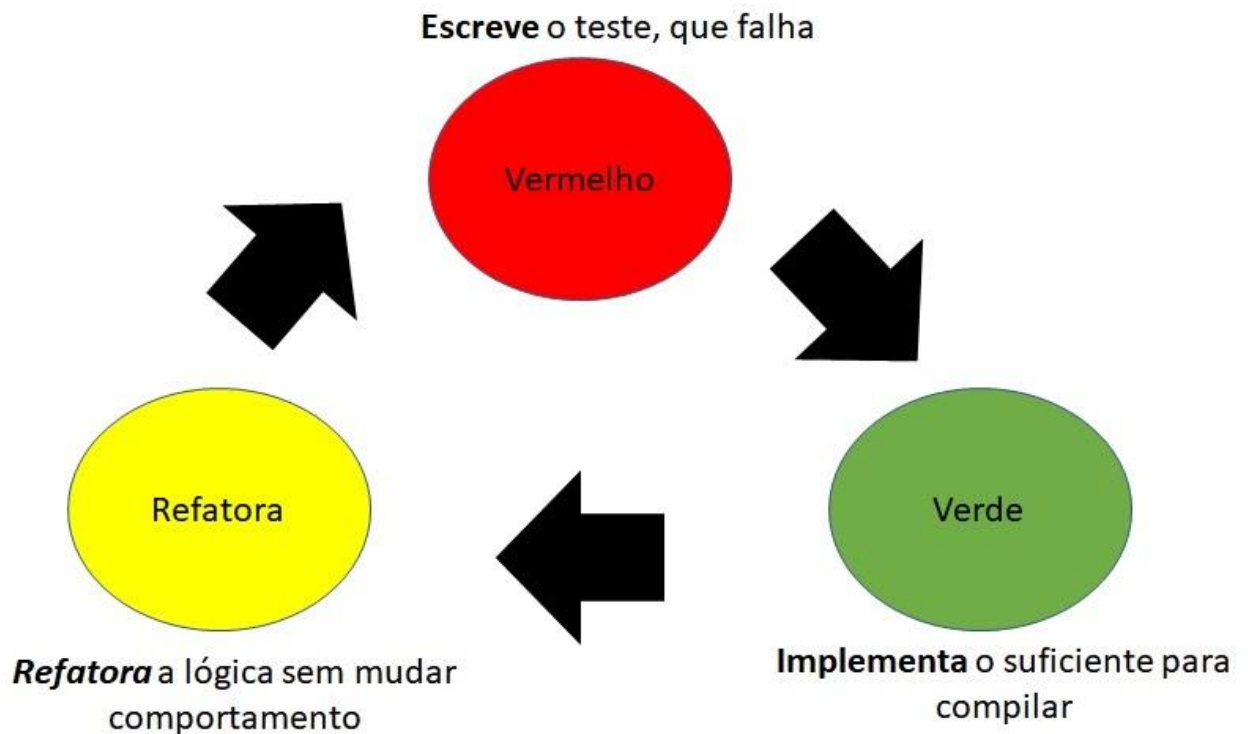 Escreve o teste, que falha
Vermelho
Refatora
Verde
Refatora a lógica sem mudar
comportamento
Implementa o suficiente para
compilar